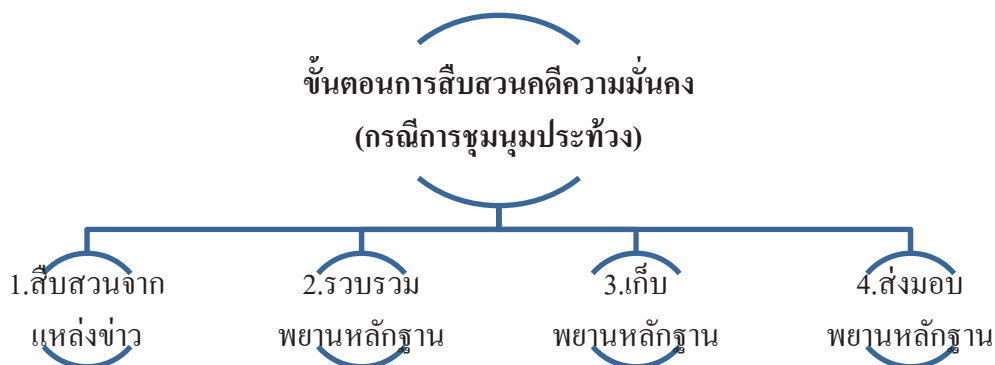 ขั้นตอนการสืบสวนคดีความมั่นคง
(กรณีการชุมนุมประท้วง)
1.สืบสวนจาก
แหล่งข่าว
2.รวบรวม
พยานหลักฐาน
3.เก็บ
พยานหลักฐาน
4.ส่งมอบ
พยานหลักฐาน